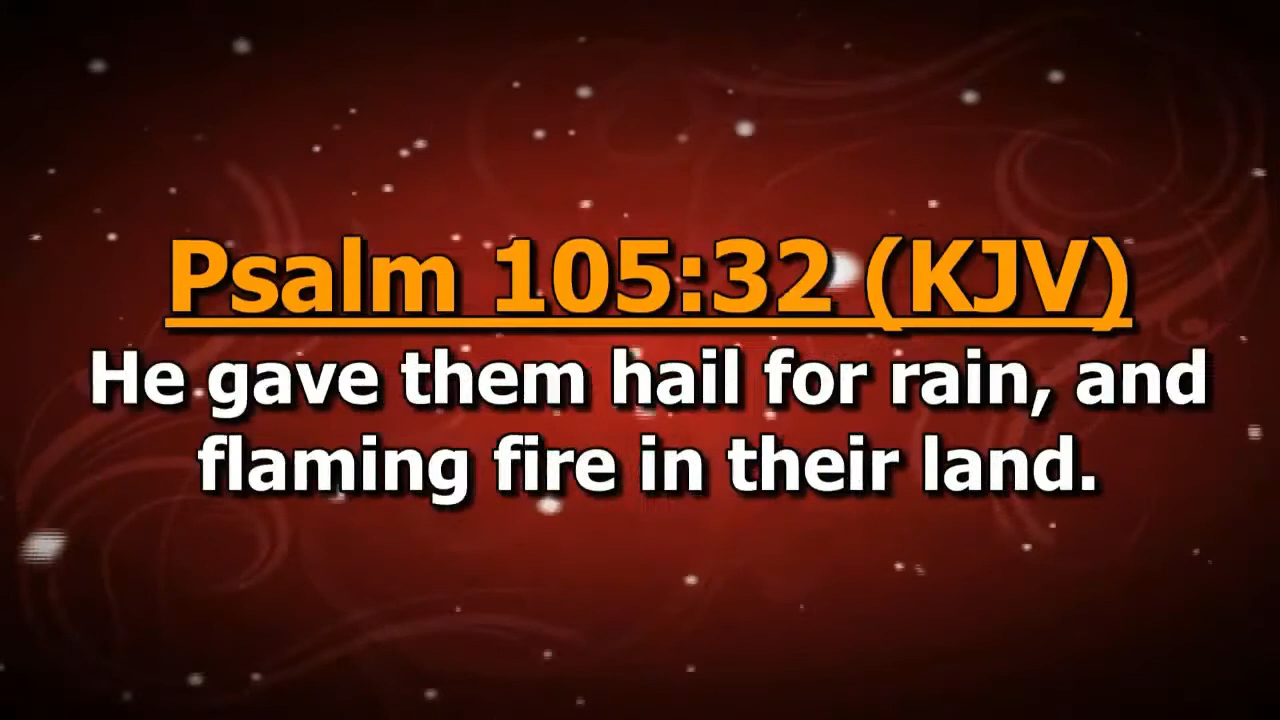 Psalm 105:32 (KJV)
He gave them hail for rain, and
flaming fire in their land.